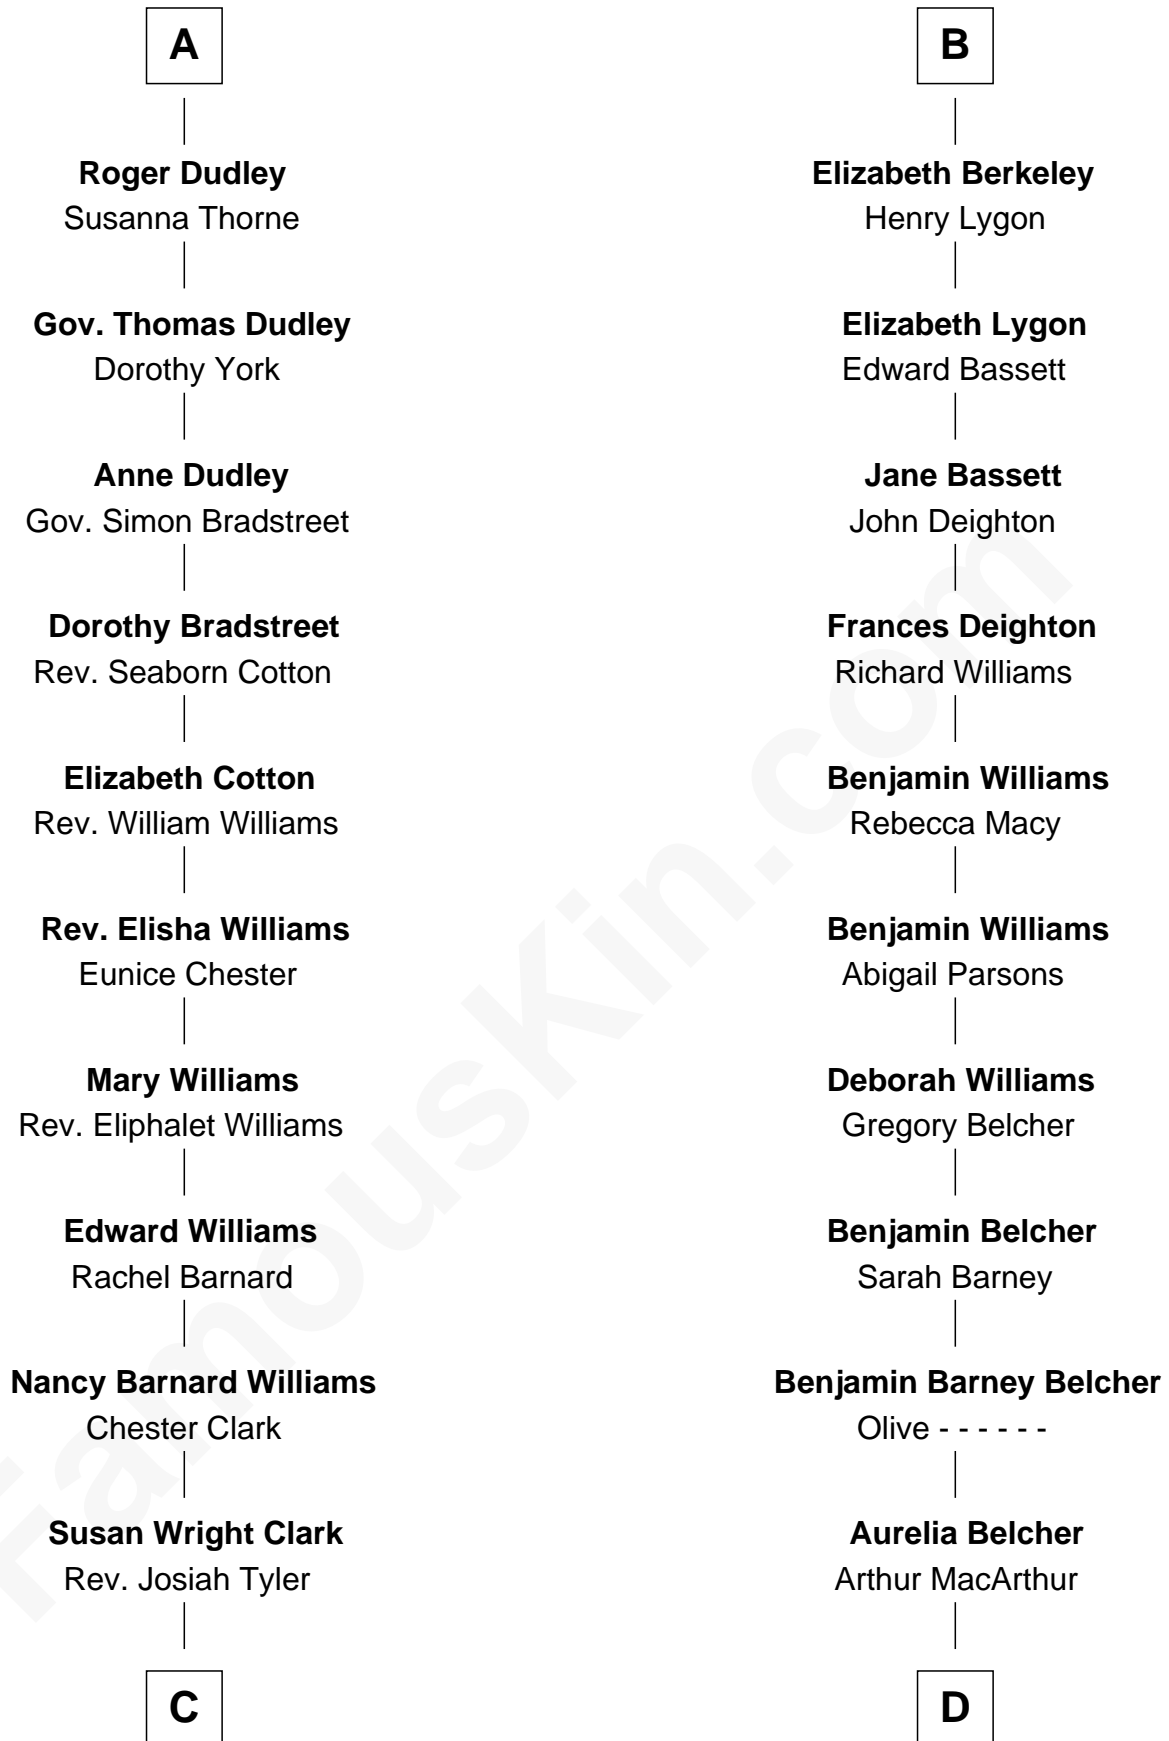 A
Roger Dudley
Susanna Thorne
Gov. Thomas Dudley
Dorothy York
Anne Dudley
Gov. Simon Bradstreet
Dorothy Bradstreet
Rev. Seaborn Cotton
Elizabeth Cotton
Rev. William Williams
Rev. Elisha Williams
Eunice Chester
Mary Williams
Rev. Eliphalet Williams
Edward Williams
Rachel Barnard
Nancy Barnard Williams
Chester Clark
Susan Wright Clark
Rev. Josiah Tyler
C
B
Elizabeth Berkeley
Henry Lygon
Elizabeth Lygon
Edward Bassett
Jane Bassett
John Deighton
Frances Deighton
Richard Williams
Benjamin Williams
Rebecca Macy
Benjamin Williams
Abigail Parsons
Deborah Williams
Gregory Belcher
Benjamin Belcher
Sarah Barney
Benjamin Barney Belcher
Olive - - - - - -
Aurelia Belcher
Arthur MacArthur
D
FamousKin.com